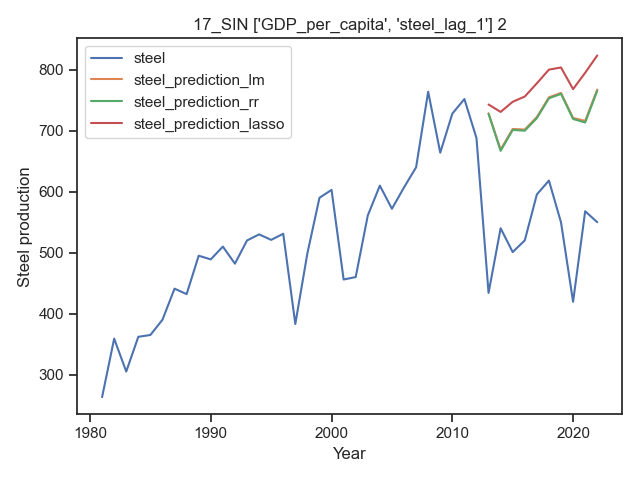 17_SIN ['GDP_per_capita', 'steel_lag_1'] 2
steel
steel_prediction_lm
steel_prediction_rr
steel_prediction_lasso
Steel production
800
700
600
500
400
300
1980
1990
2000
2010
2020
Year